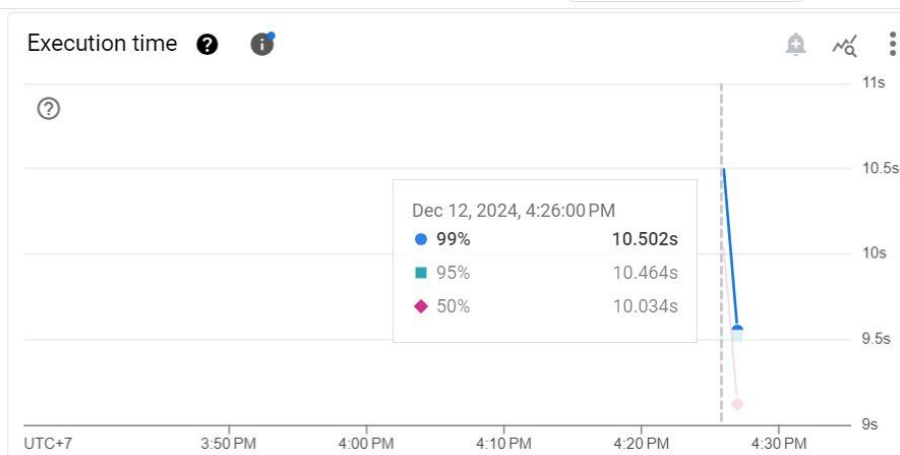 Execution time
11s
10.5s
Dec 12, 2024, 4:26:00 PM
99% 10.502s
95% 10.464s
50% 10.034s
10s
9.5s
9s
UTC+7 3:50 PM 4:00 PM 4:10 PM 4:20 PM 4:30 PM